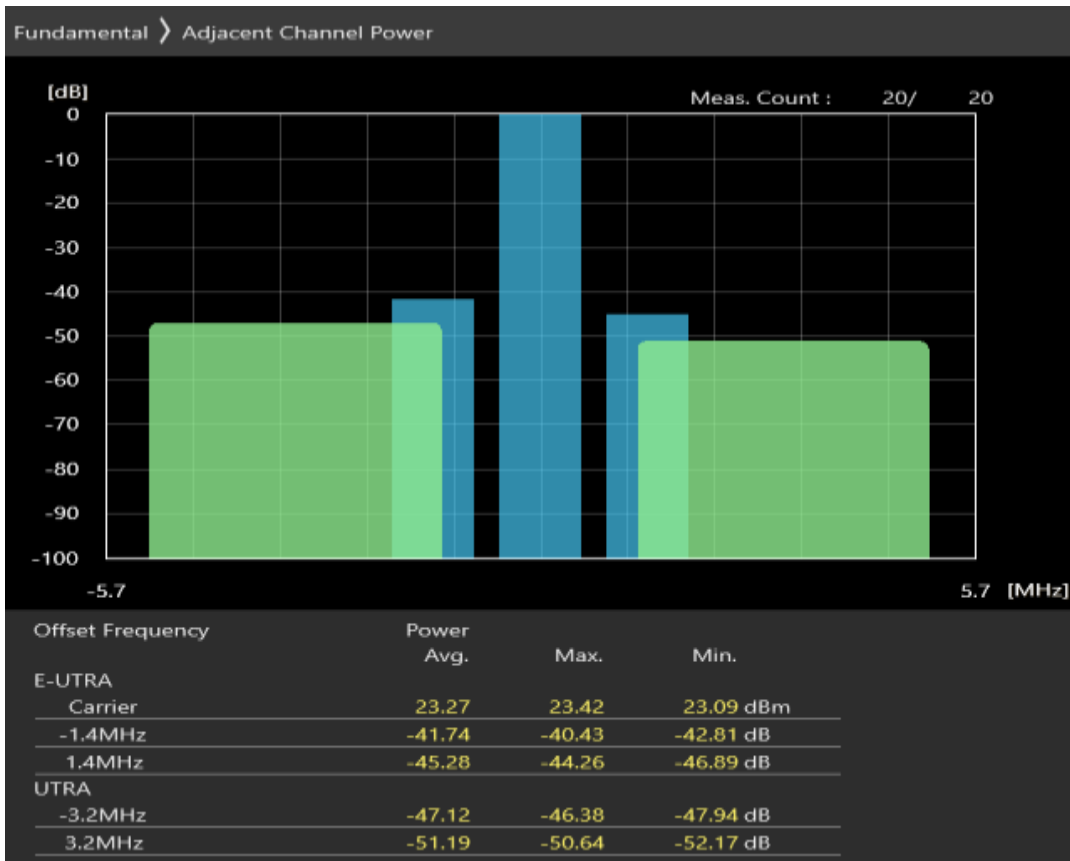 Fundamental 〉 Adjacent Channel Power
[dB]
Meas. Count : 20/ 20
0
-10
-20
-30
-40
-50
-60
-70
-80
-90
-100
-5.7 5.7 [MHz]
Offset Frequency Power
Avg. Max. Min.
E-UTRA
Carrier 23.27 23.42 23.09 dBm
-1.4MHz -41.74 -40.43 -42.81 dB
1.4MHz -45.28 -44.26 -46.89 dB
UTRA
-3.2MHz -47.12 -46.38 -47.94 dB
3.2MHz -51.19 -50.64 -52.17 dB